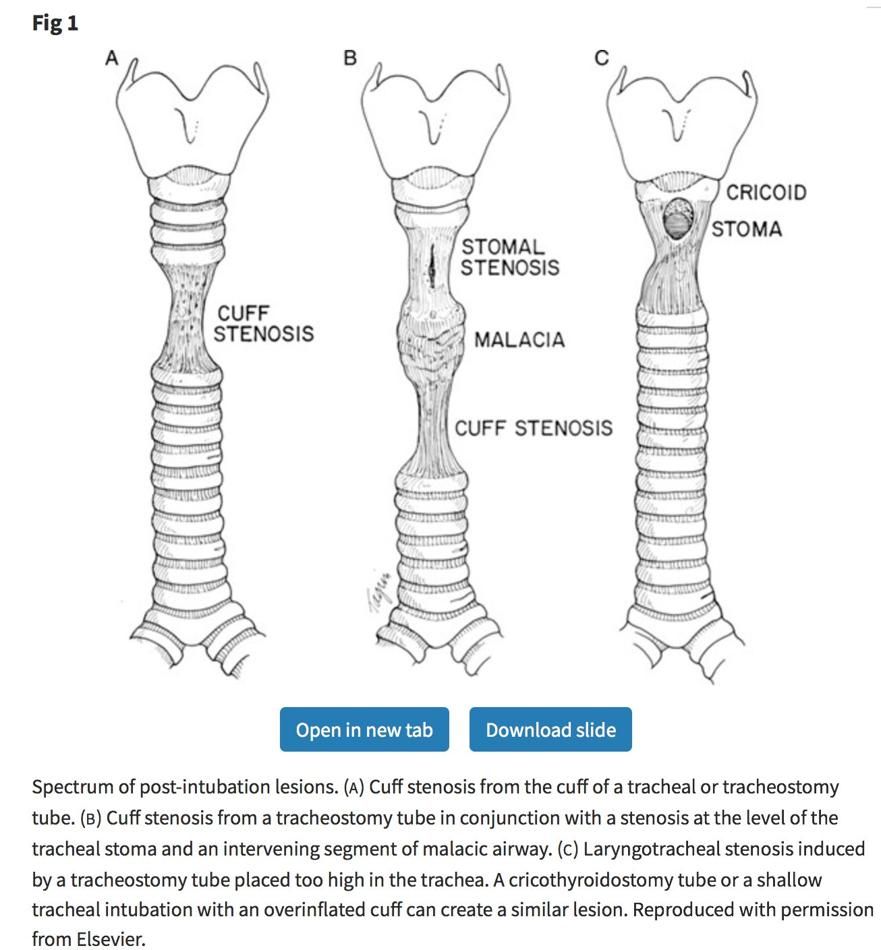 Fig 1
A
B
C
CRICOID
STOMA
STOMAL
STENOSIS
CUFF
STENOSIS
MALACIA
CUFF STENOSIS
Open in new tab
Download slide
Spectrum of post-intubation lesions. (A) Cuff stenosis from the cuff of a tracheal or tracheostomy
tube. (B) Cuff stenosis from a tracheostomy tube in conjunction with a stenosis at the level of the
tracheal stoma and an intervening segment of malacic airway. (C) Laryngotracheal stenosis induced
by a tracheostomy tube placed too high in the trachea. A cricothyroidostomy tube or a shallow
tracheal intubation with an overinflated cuff can create a similar lesion. Reproduced with permission
from Elsevier.